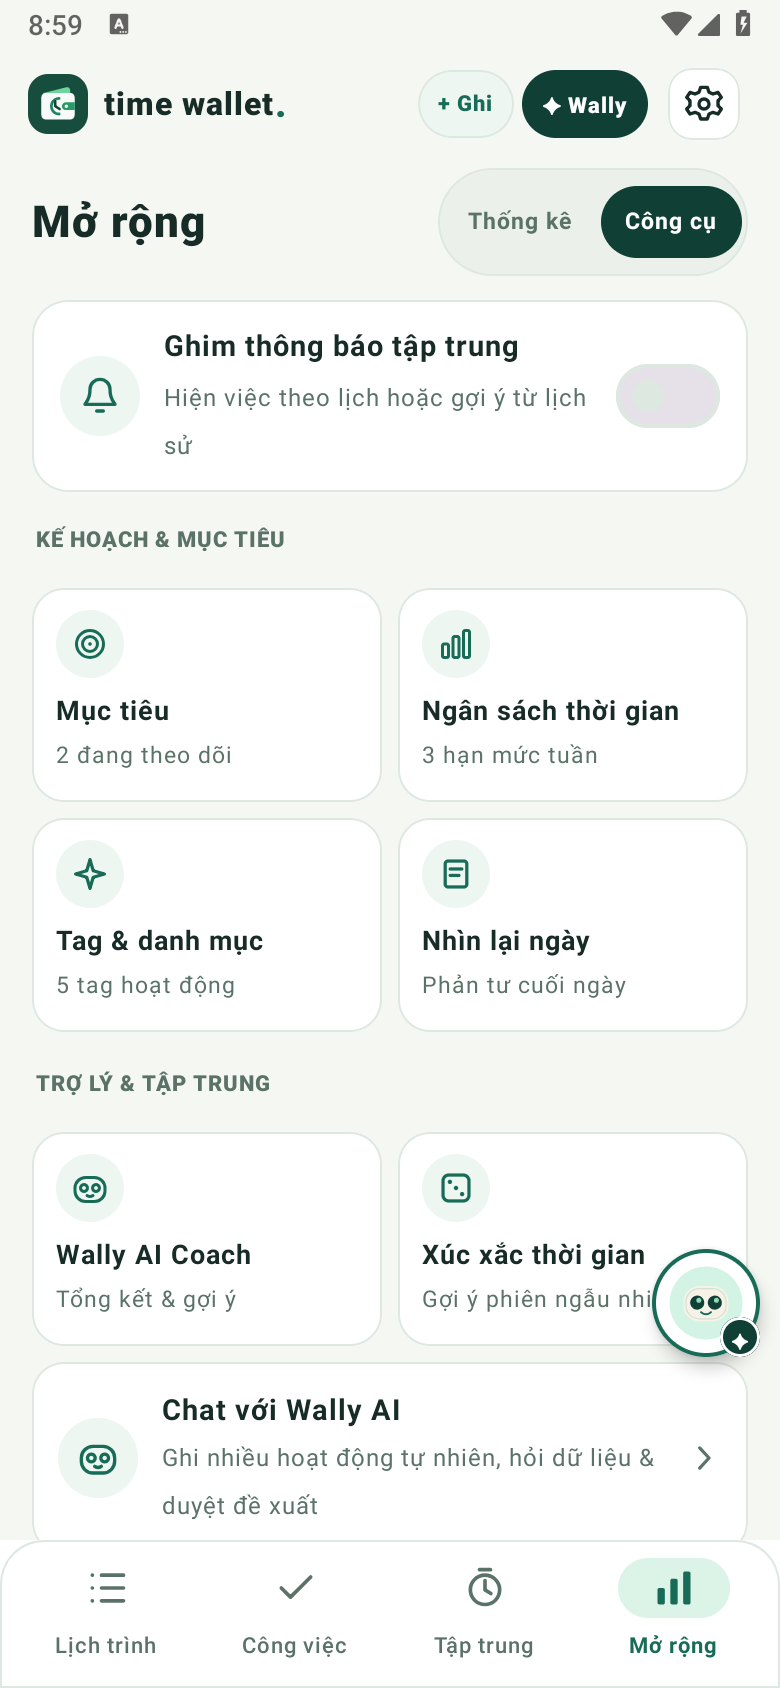 8:59
A
time wallet.
+ Ghi
Wally
Mở rộng
Thống kê
Công cụ
Ghim thông báo tập trung
Hiện việc theo lịch hoặc gợi ý từ lịch
sử
KẾ HOẠCH & MỤC TIÊU
Mục tiêu
2 đang theo dõi
Ngân sách thời gian
3 hạn mức tuần
Tag & danh mục
5 tag hoạt động
Nhìn lại ngày
Phản tư cuối ngày
TRỢ LÝ & TẬP TRUNG
Wally AI Coach
Tổng kết & gợi ý
Xúc xắc thời gian
Gợi ý phiên ngẫu nhi
Chat với Wally AI
Ghi nhiều hoạt động tự nhiên, hỏi dữ liệu &
duyệt đề xuất
Lịch trình
Công việc
Tập trung
Mở rộng